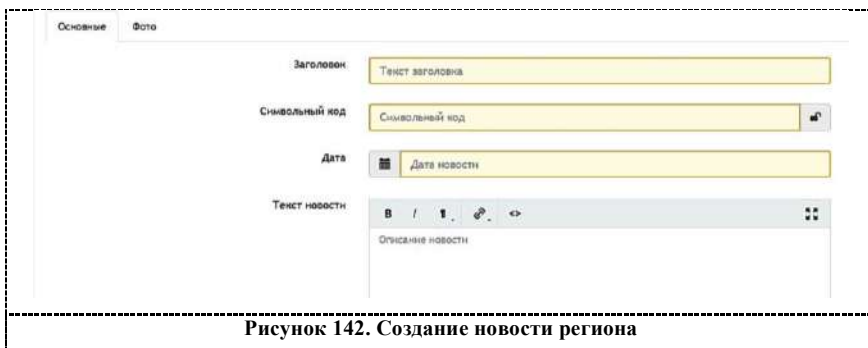 Основные Фото
Заголовок Текст заголовка
Символьный код Символьный код
Дата Дата новости
Текст новости B I ¶ <>
Описание новости
Рисунок 142. Создание новости региона